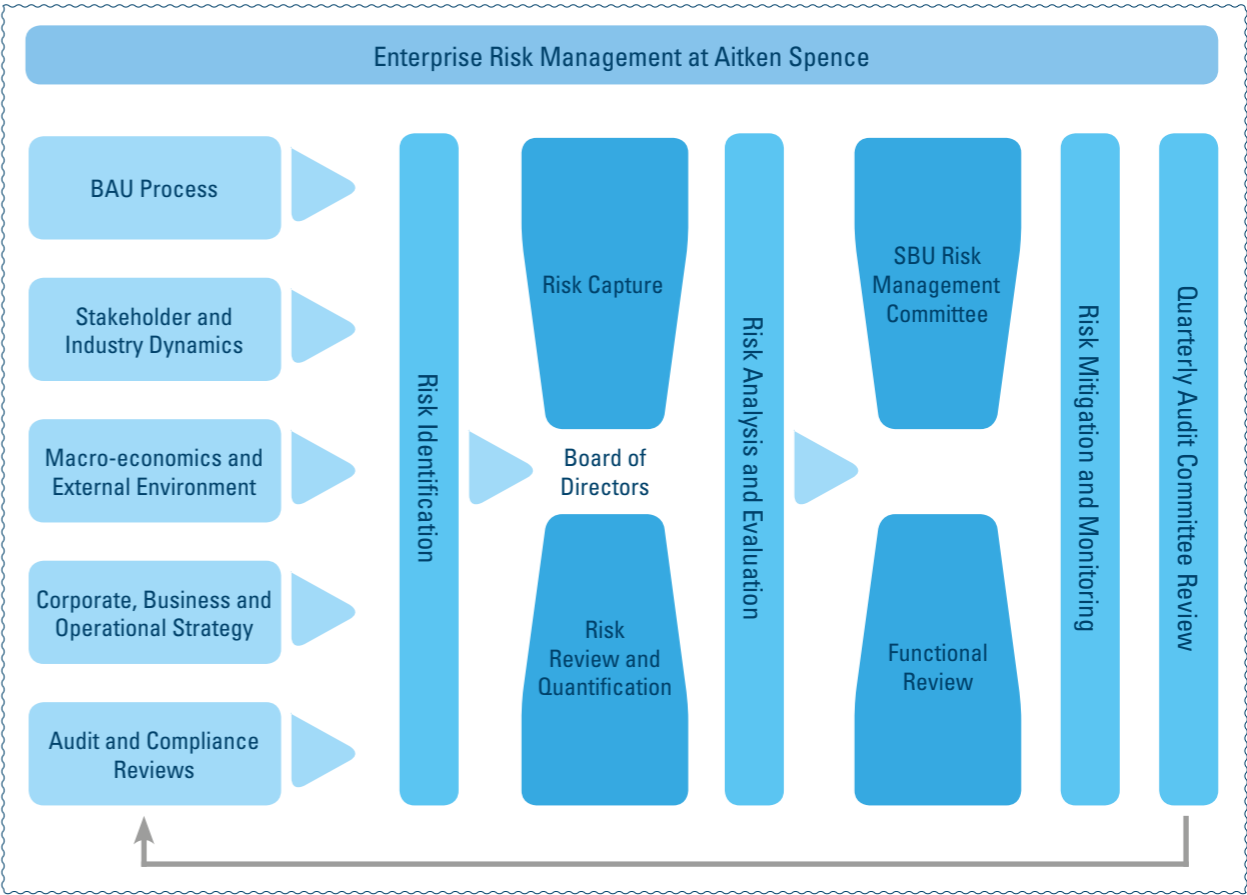 Enterprise Risk Management at Aitken Spence
BAU Process
Stakeholder and
Industry Dynamics
Macro-economics and
External Environment
Corporate, Business and
Operational Strategy
Audit and Compliance
Reviews
Risk Identification
Risk Capture
Board of
Directors
Risk
Review and
Quantification
Risk Analysis and Evaluation
SBU Risk
Management
Committee
Functional
Review
Risk Mitigation and Monitoring
Quarterly Audit Committee Review